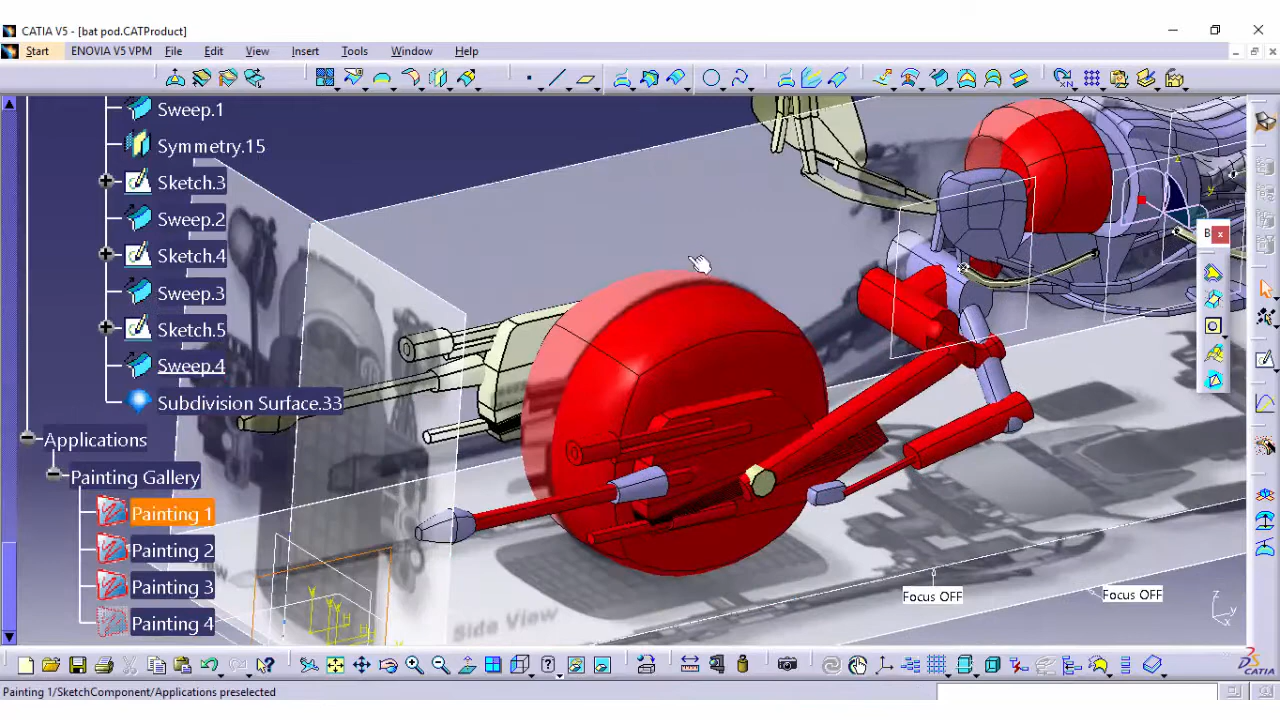 CATIA V5 - [bat pod.CATProduct]
Start ENOVIA V5 VPM File Edit View Insert Tools Window Help
Sweep.1
Symmetry.15
Sketch.3
Sweep.2
Sketch.4
Sweep.3
Sketch.5
Sweep.4
Subdivision Surface.33
Applications
Painting Gallery
Painting 1
Painting 2
Painting 3
Painting 4
Focus OFF
Focus OFF
Side View
B
CATIA
Painting 1/SketchComponent/Applications preselected